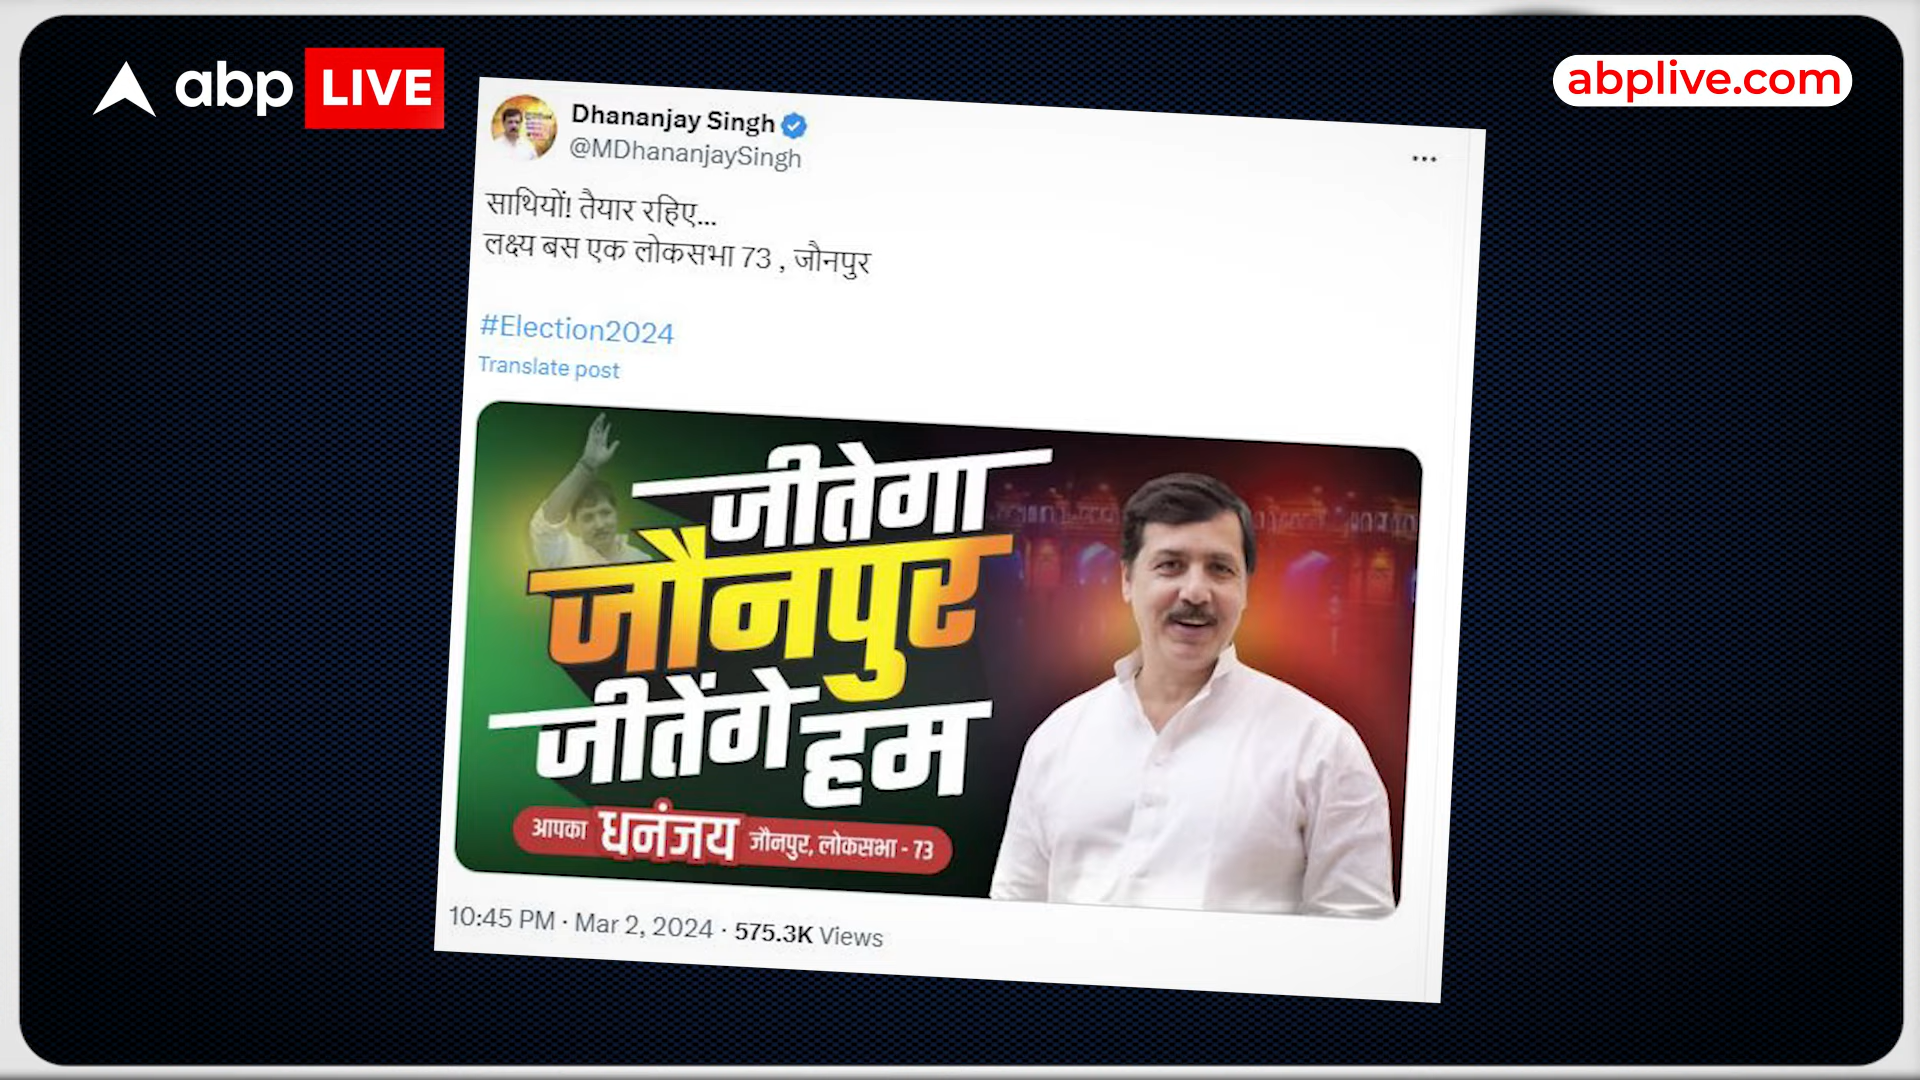 abp LIVE
abplive.com
Dhananjay Singh
@MDhananjaySingh
साथियों! तैयार रहिए...
लक्ष्य बस एक लोकसभा 73 , जौनपुर
#Election2024
Translate post
जीतेगा
जौनपुर
जीतेंगे हम
आपका धनंजय जौनपुर, लोकसभा - 73
10:45 PM · Mar 2, 2024 · 575.3K Views